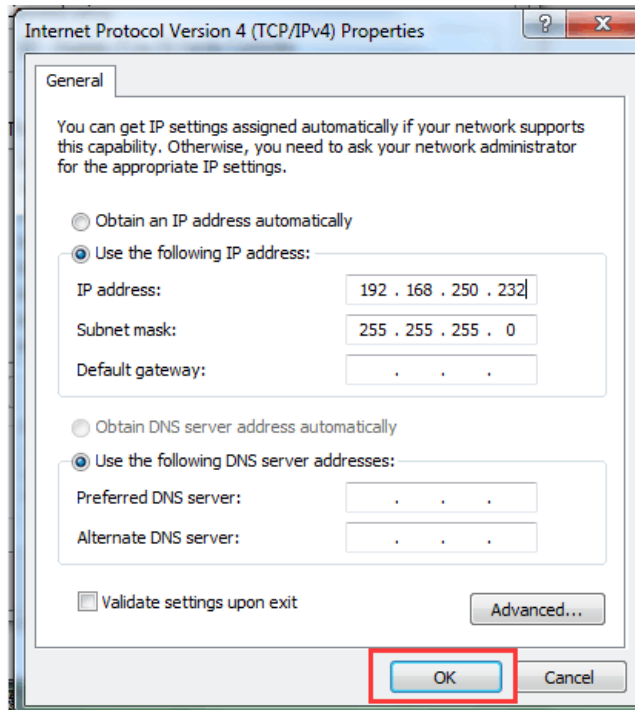 Internet Protocol Version 4 (TCP/IPv4) Properties
General
You can get IP settings assigned automatically if your network supports
this capability. Otherwise, you need to ask your network administrator
for the appropriate IP settings.
Obtain an IP address automatically
Use the following IP address:
IP address: 192 . 168 . 250 . 232
Subnet mask: 255 . 255 . 255 . 0
Default gateway: . . .
Obtain DNS server address automatically
Use the following DNS server addresses:
Preferred DNS server: . . .
Alternate DNS server: . . .
Validate settings upon exit
Advanced...
OK Cancel